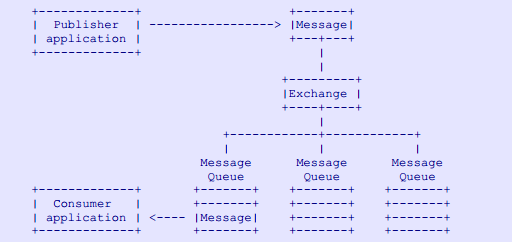 Publisher
application
Message
Exchange
Message Message Message
Queue Queue Queue
Consumer
application
Message